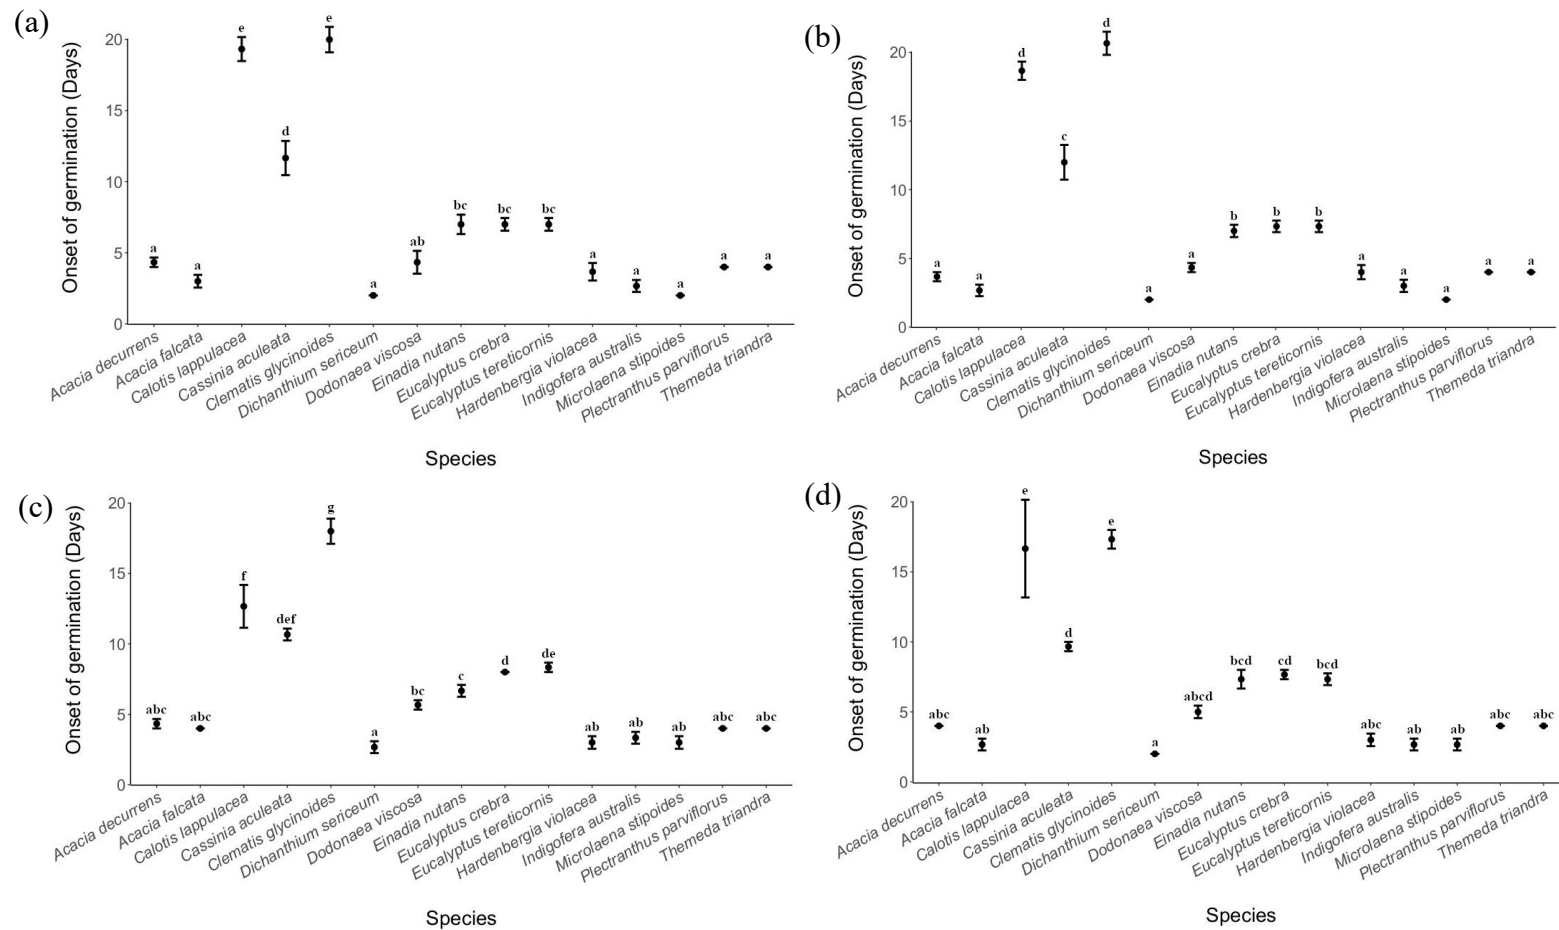 (a)
Onset of germination (Days)
20
15
10
5
0
a
a
e
d
e
a
ab
bc
bc
bc
a
a
a
a
a
Acacia decurrens
Acacia falcata
Calotis lappulacea
Cassinia aculeata
Clematis glycinoides
Dichanthium sericeum
Dodonaea viscosa
Einadia nutans
Eucalyptus crebra
Eucalyptus tereticornis
Hardenbergia violacea
Indigofera australis
Microlaena stipoides
Plectranthus parviflorus
Themeda triandra
Species
(b)
Onset of germination (Days)
20
15
10
5
0
a
a
d
c
d
a
a
b
b
b
a
a
a
a
a
Acacia decurrens
Acacia falcata
Calotis lappulacea
Cassinia aculeata
Clematis glycinoides
Dichanthium sericeum
Dodonaea viscosa
Einadia nutans
Eucalyptus crebra
Eucalyptus tereticornis
Hardenbergia violacea
Indigofera australis
Microlaena stipoides
Plectranthus parviflorus
Themeda triandra
Species
(c)
Onset of germination (Days)
20
15
10
5
0
abc
abc
f
def
g
a
bc
c
d
de
ab
ab
ab
abc
abc
Acacia decurrens
Acacia falcata
Calotis lappulacea
Cassinia aculeata
Clematis glycinoides
Dichanthium sericeum
Dodonaea viscosa
Einadia nutans
Eucalyptus crebra
Eucalyptus tereticornis
Hardenbergia violacea
Indigofera australis
Microlaena stipoides
Plectranthus parviflorus
Themeda triandra
Species
(d)
Onset of germination (Days)
20
15
10
5
0
abc
ab
e
d
e
a
abcd
bcd
cd
bcd
abc
ab
ab
abc
abc
Acacia decurrens
Acacia falcata
Calotis lappulacea
Cassinia aculeata
Clematis glycinoides
Dichanthium sericeum
Dodonaea viscosa
Einadia nutans
Eucalyptus crebra
Eucalyptus tereticornis
Hardenbergia violacea
Indigofera australis
Microlaena stipoides
Plectranthus parviflorus
Themeda triandra
Species